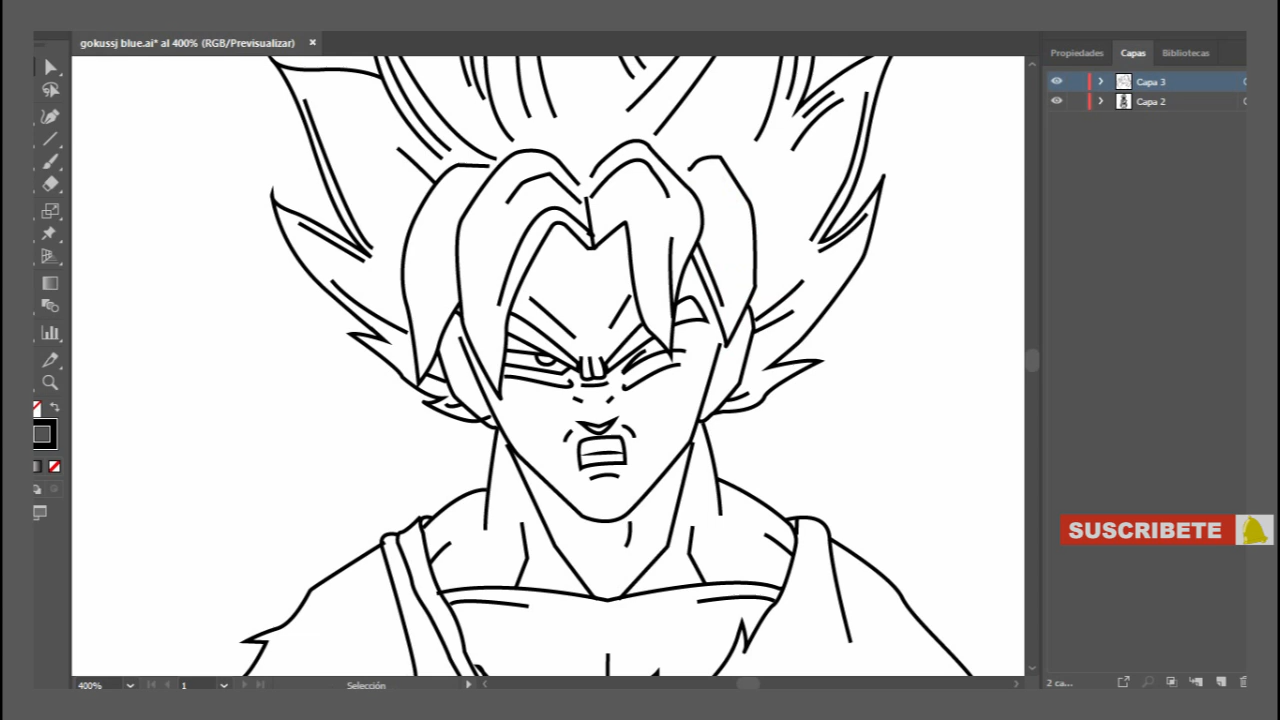 gokussj blue.ai* al 400% (RGB/Previsualizar) ×
Propiedades Capas Bibliotecas
Capa 3
Capa 2
SUSCRIBETE
400% 1 Selección
2 ca...